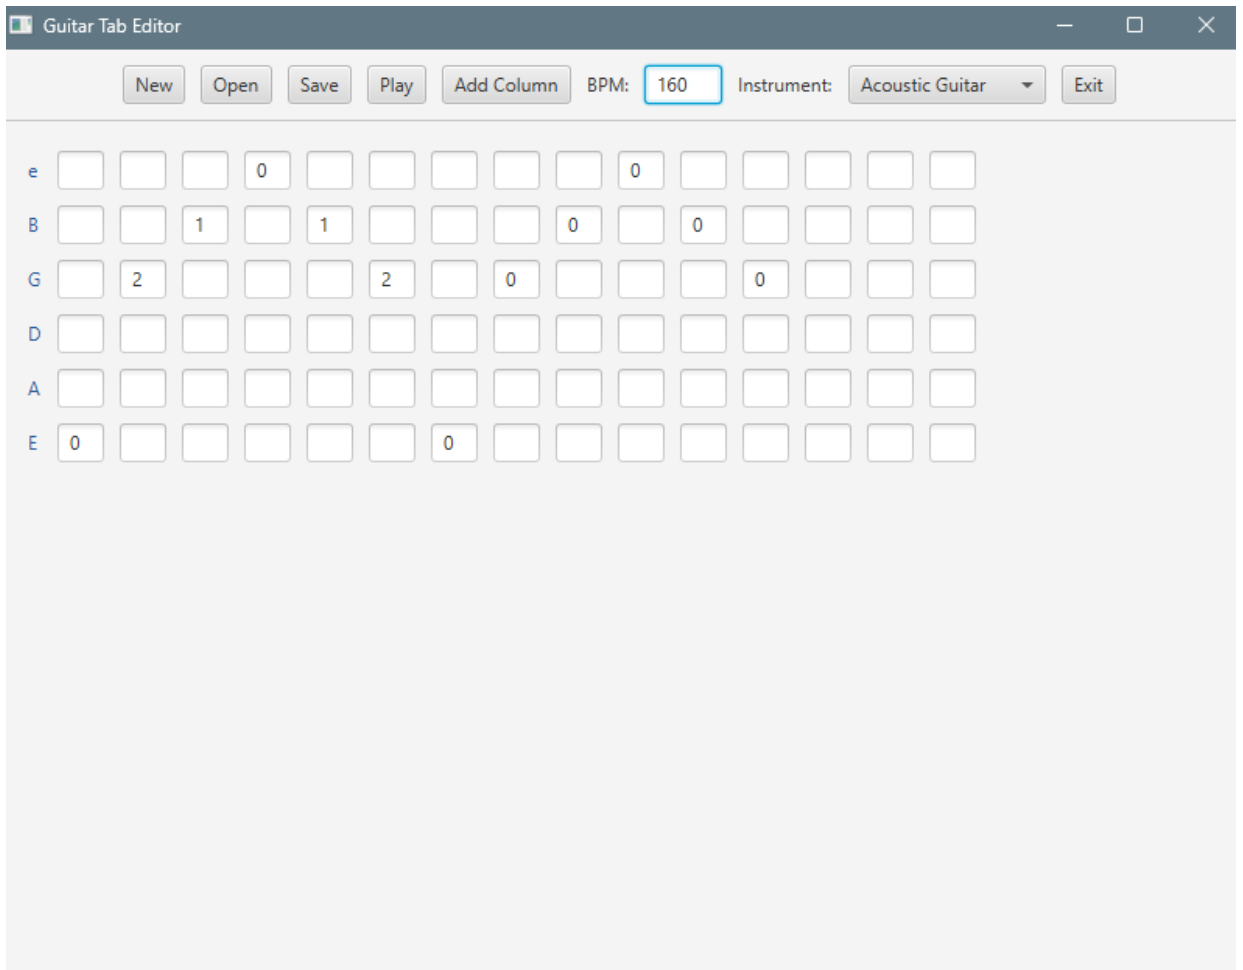 Guitar Tab Editor
New Open Save Play Add Column BPM: 160 Instrument: Acoustic Guitar Exit
e 0 0
B 1 1 0 0
G 2 2 0 0
D
A
E 0 0